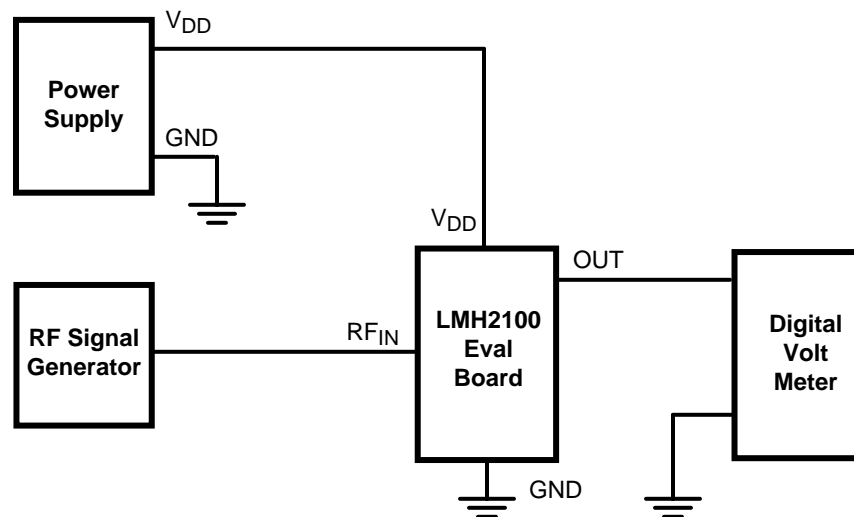 V_DD
Power
Supply
GND
V_DD
OUT
RF Signal
Generator
RF_IN
LMH2100
Eval
Board
Digital
Volt
Meter
GND